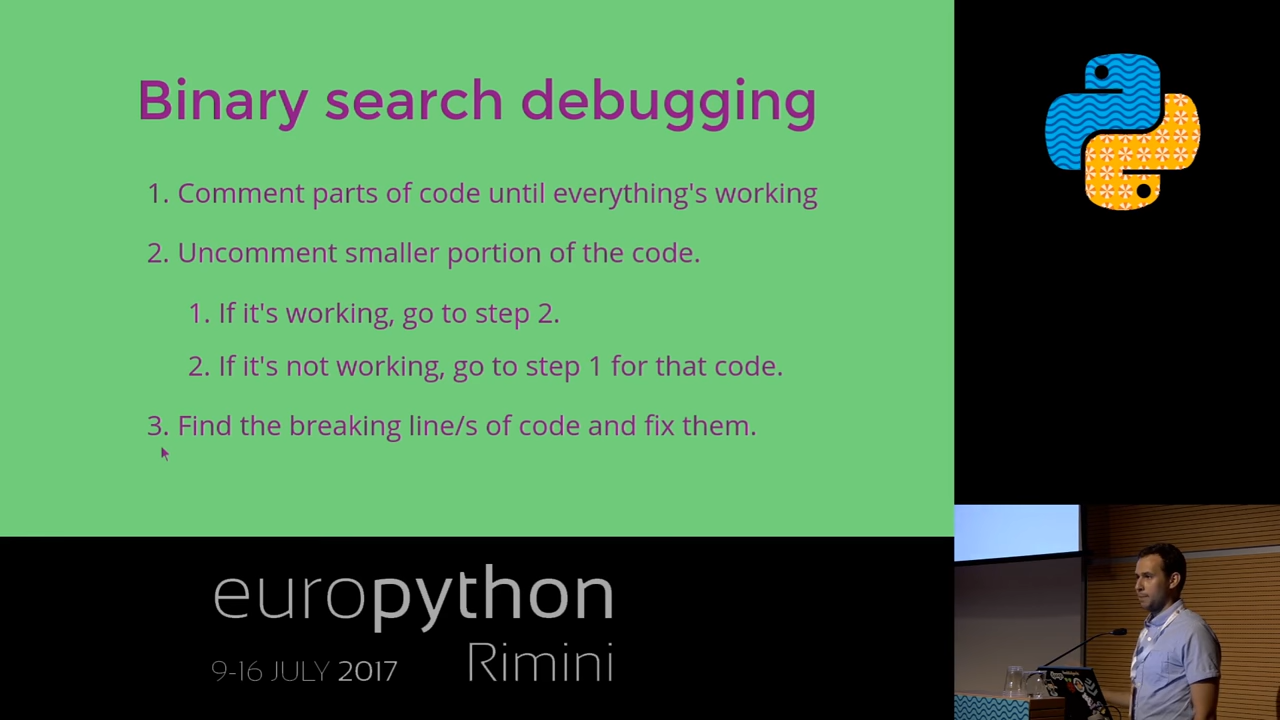 Binary search debugging
1. Comment parts of code until everything's working
2. Uncomment smaller portion of the code.
1. If it's working, go to step 2.
2. If it's not working, go to step 1 for that code.
3. Find the breaking line/s of code and fix them.
europython
Rimini
9-16 JULY 2017